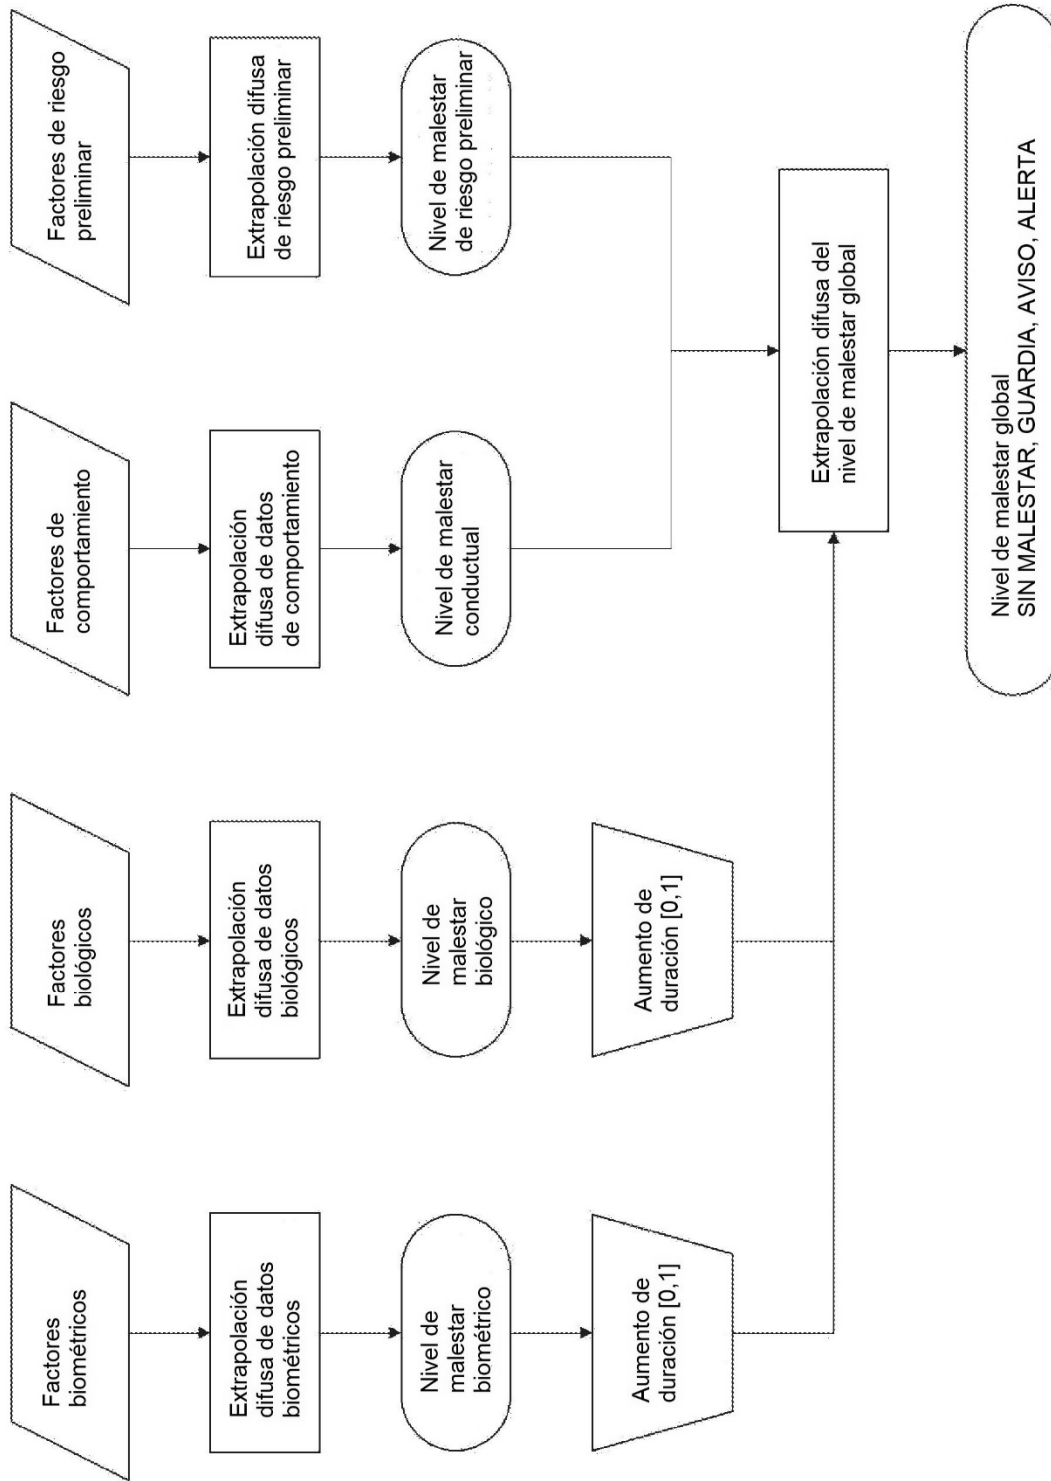 Factores
biométricos
Extrapolación
difusa de datos
biométricos
Nivel de
malestar
biométrico
Aumento de
duración [0,1]
Factores
biológicos
Extrapolación
difusa de datos
biológicos
Nivel de
malestar
biológico
Aumento de
duración [0,1]
Factores de
comportamiento
Extrapolación
difusa de datos
de comportamiento
Nivel de malestar
conductual
Factores de riesgo
preliminar
Extrapolación difusa
de riesgo preliminar
Nivel de malestar
de riesgo preliminar
Extrapolación difusa del
nivel de malestar global
Nivel de malestar global
SIN MALESTAR, GUARDIA, AVISO, ALERTA